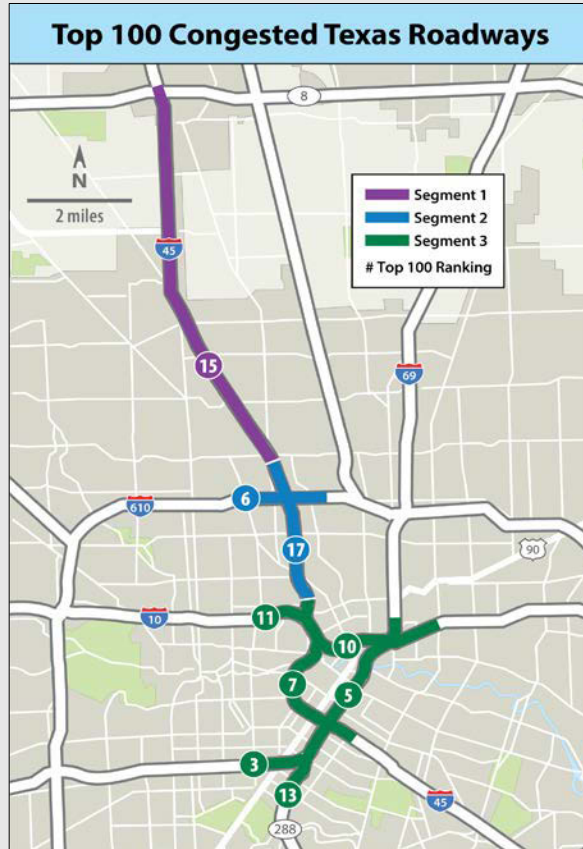 Top 100 Congested Texas Roadways
8
N
2 miles
Segment 1
Segment 2
Segment 3
# Top 100 Ranking
45
15
69
6
610
17
90
11
10
10
7
5
3
13
45
288